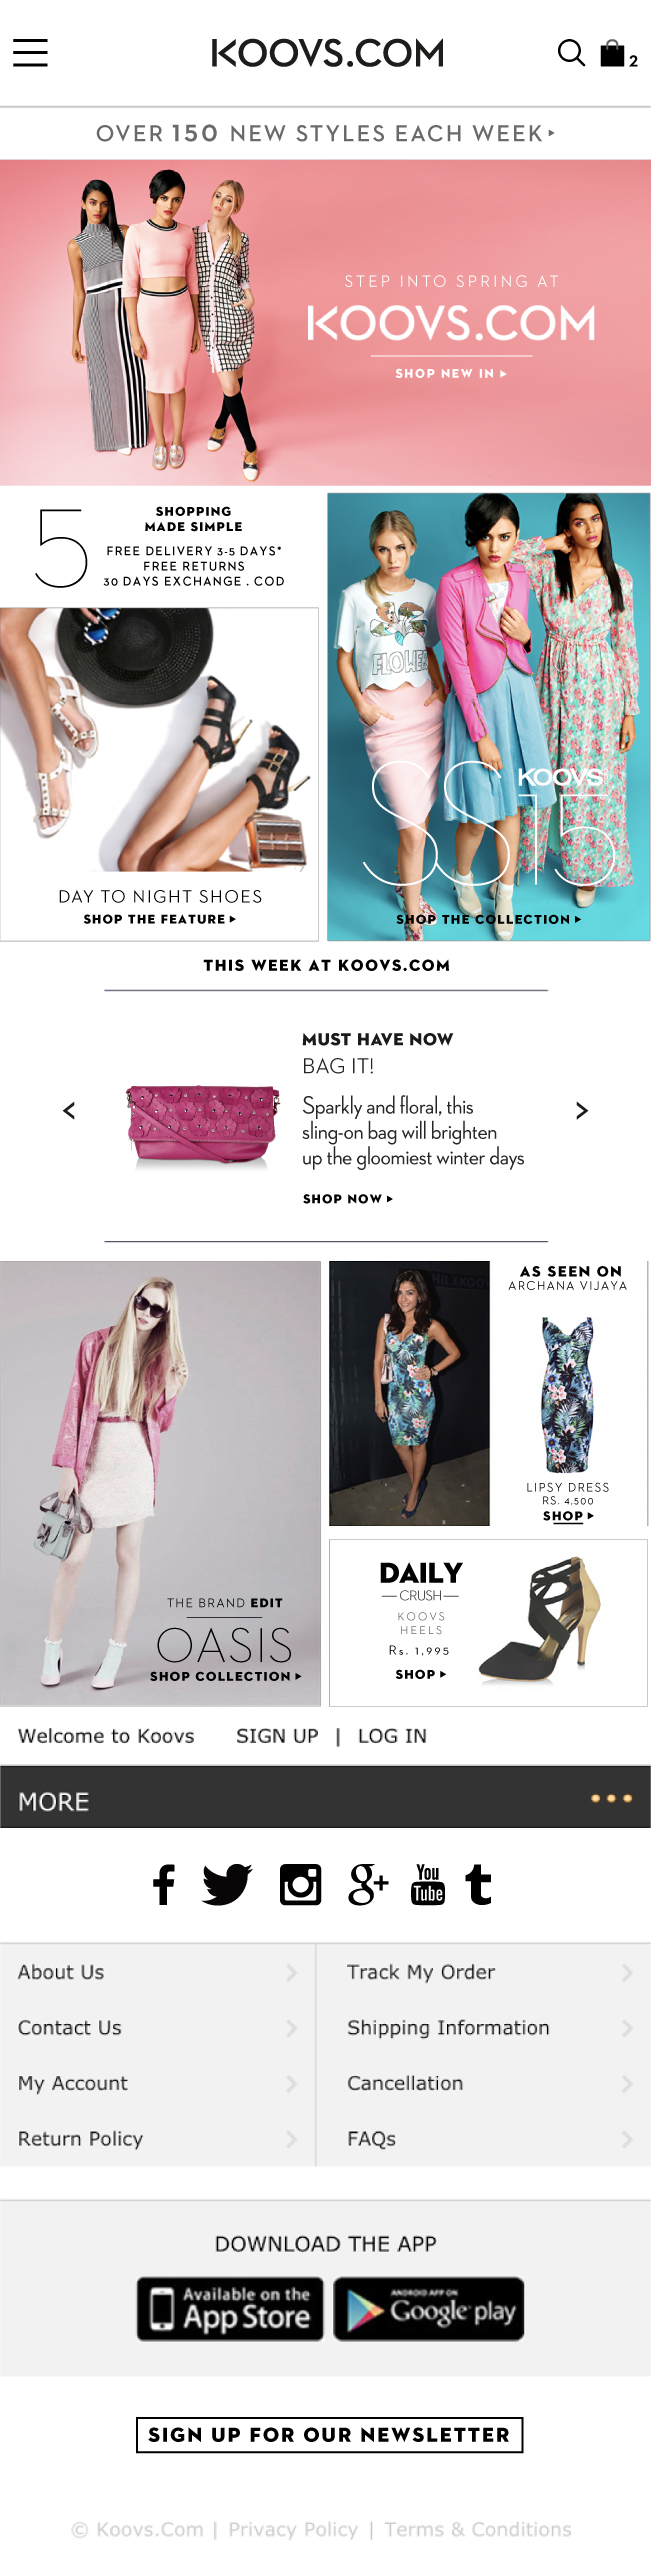 KOOVS.COM
2
OVER 150 NEW STYLES EACH WEEK
STEP INTO SPRING AT
KOOVS.COM
SHOP NEW IN
5
SHOPPING
MADE SIMPLE
FREE DELIVERY 3-5 DAYS*
FREE RETURNS
30 DAYS EXCHANGE . COD
FLOWER
KOOVS
SS15
SHOP THE COLLECTION
DAY TO NIGHT SHOES
SHOP THE FEATURE
THIS WEEK AT KOOVS.COM
MUST HAVE NOW
BAG IT!
Sparkly and floral, this
sling-on bag will brighten
up the gloomiest winter days
SHOP NOW
THE BRAND EDIT
OASIS
SHOP COLLECTION
AS SEEN ON
ARCHANA VIJAYA
LIPSY DRESS
RS. 4,500
SHOP
DAILY
CRUSH
KOOVS
HEELS
Rs. 1,995
SHOP
Welcome to Koovs SIGN UP | LOG IN
MORE
You
Tube
About Us
Track My Order
Contact Us
Shipping Information
My Account
Cancellation
Return Policy
FAQs
DOWNLOAD THE APP
Available on the
App Store
ANDROID APP ON
Google play
SIGN UP FOR OUR NEWSLETTER
© Koovs.Com | Privacy Policy | Terms & Conditions